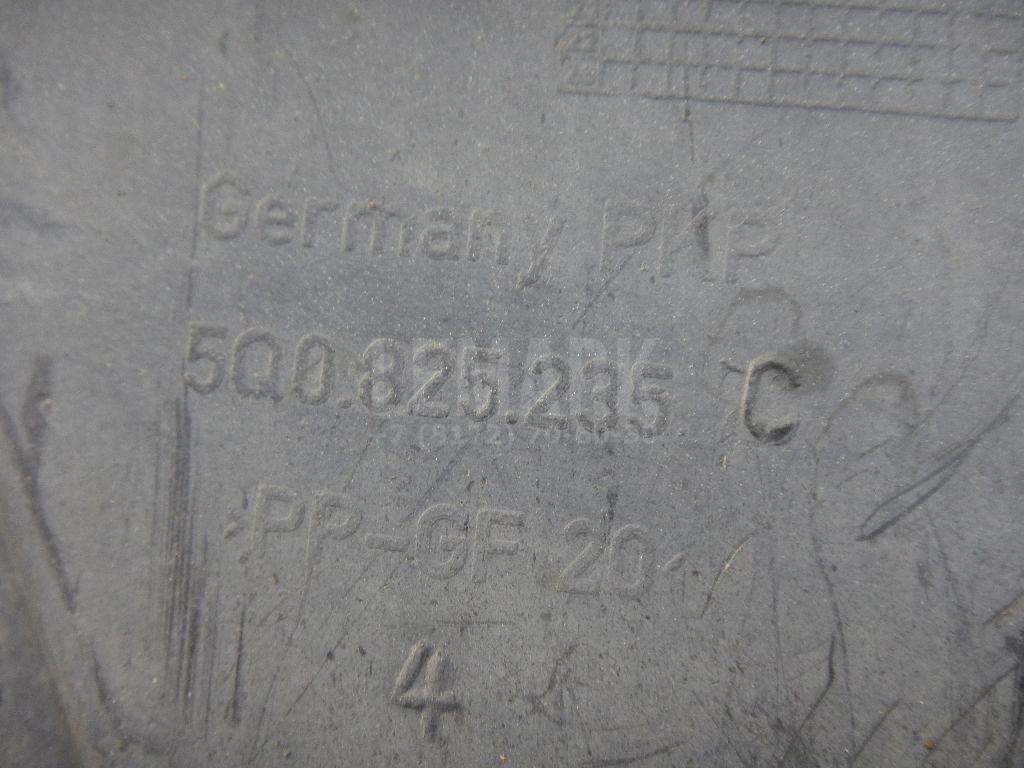 Germany PKP
5Q0.825.235 C
>PP-GF 20<
4